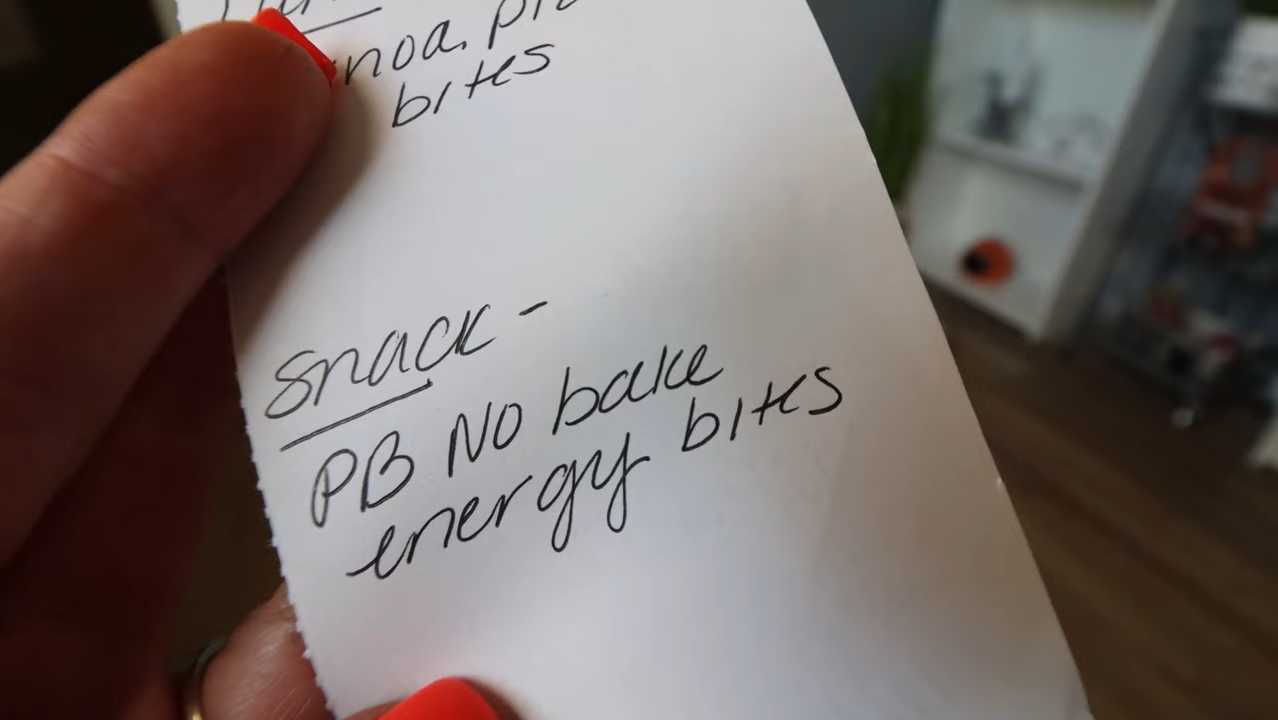 bites
snack -
PB NO bake
energy bites